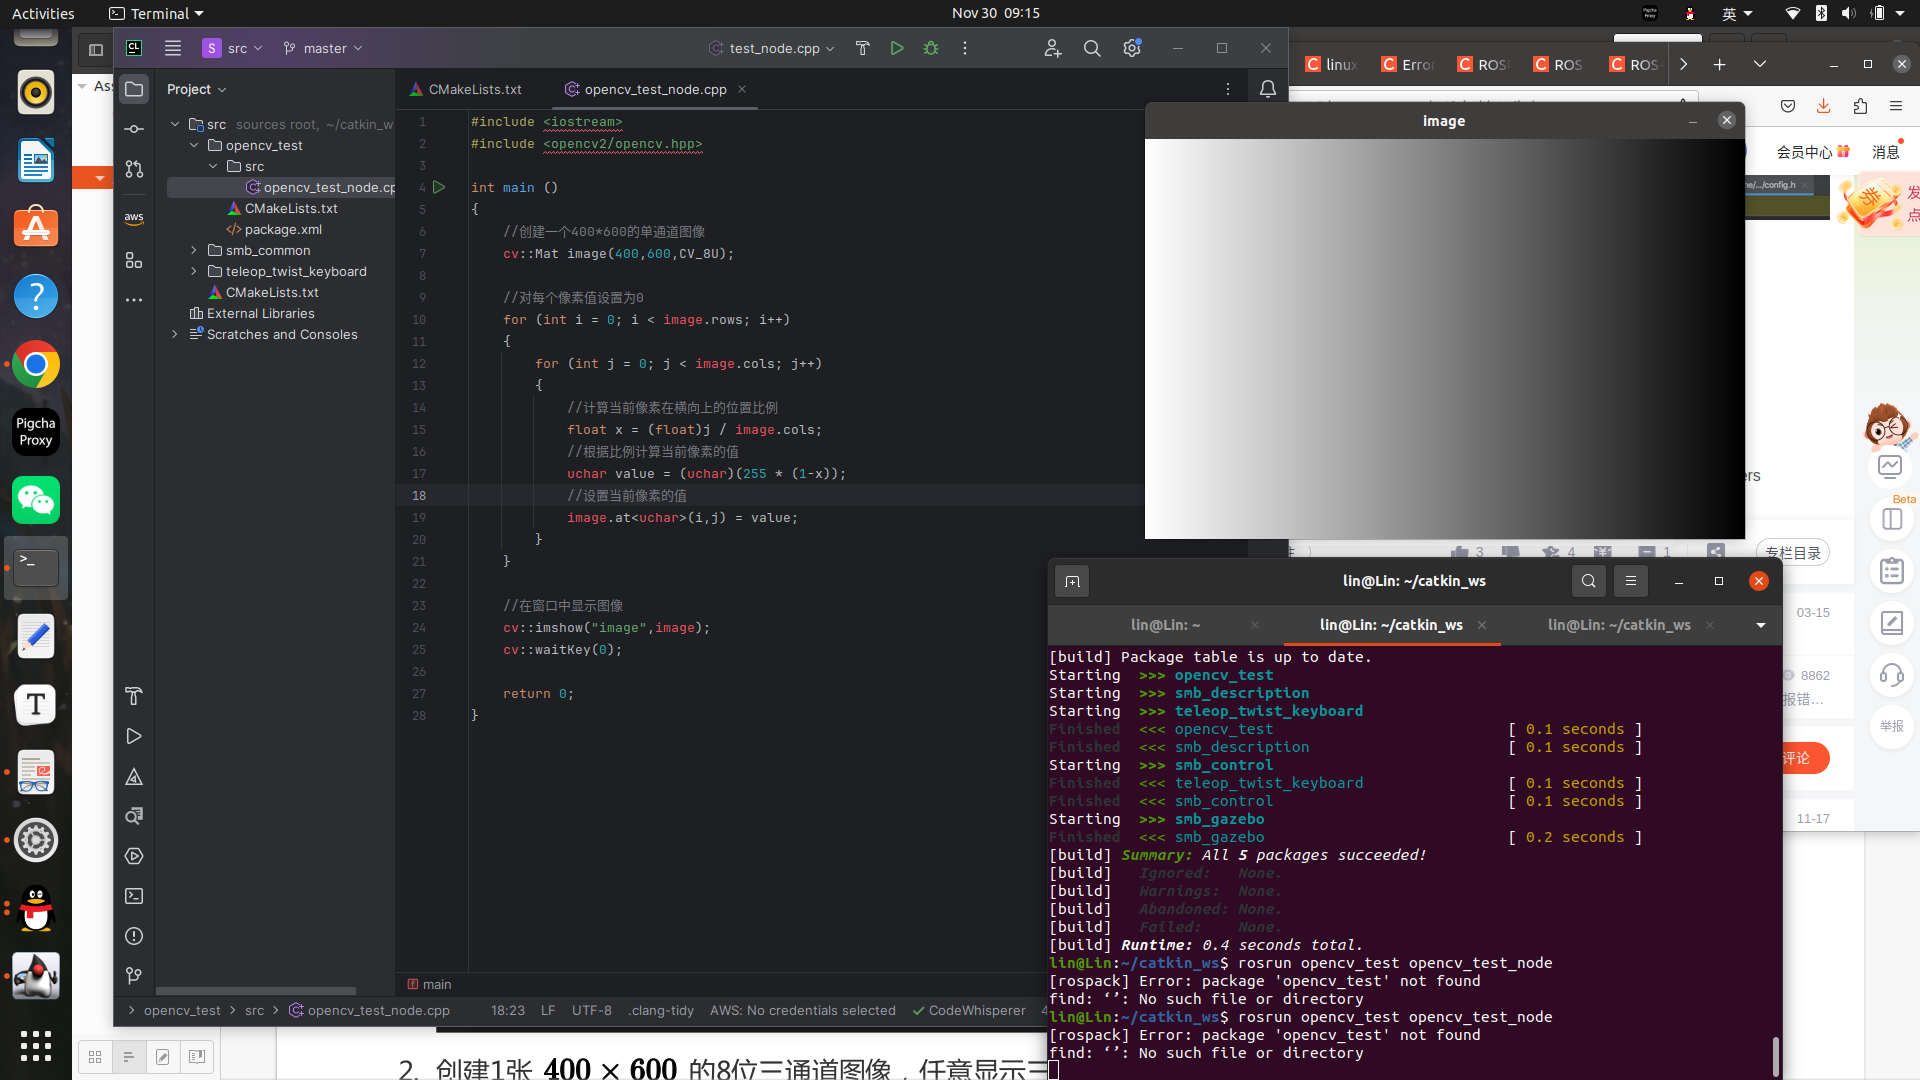 Activities
Terminal
Nov 30 09:15
Pigcha Proxy
英
src
master
test_node.cpp
linux
Error
ROS
ROS
ROS
Project
CMakeLists.txt
opencv_test_node.cpp
src sources root, ~/catkin_w
opencv_test
src
opencv_test_node.cp
CMakeLists.txt
package.xml
smb_common
teleop_twist_keyboard
CMakeLists.txt
External Libraries
Scratches and Consoles
aws
Pigcha
Proxy
1 #include <iostream>
2 #include <opencv2/opencv.hpp>
3
4 int main ()
5 {
6 //创建一个400*600的单通道图像
7 cv::Mat image(400,600,CV_8U);
8
9 //对每个像素值设置为0
10 for (int i = 0; i < image.rows; i++)
11 {
12 for (int j = 0; j < image.cols; j++)
13 {
14 //计算当前像素在横向上的位置比例
15 float x = (float)j / image.cols;
16 //根据比例计算当前像素的值
17 uchar value = (uchar)(255 * (1-x));
18 //设置当前像素的值
19 image.at<uchar>(i,j) = value;
20 }
21 }
22
23 //在窗口中显示图像
24 cv::imshow("image",image);
25 cv::waitKey(0);
26
27 return 0;
28 }
main
opencv_test > src > opencv_test_node.cpp
18:23 LF UTF-8 .clang-tidy AWS: No credentials selected CodeWhisperer 4
image
会员中心 消息
ne/.../config.h
券
发
点
ers
Beta
3 4 1
专栏目录
03-15
8862
报错...
举报
评论
11-17
lin@Lin: ~/catkin_ws
lin@Lin: ~
lin@Lin: ~/catkin_ws
lin@Lin: ~/catkin_ws
[build] Package table is up to date.
Starting >>> opencv_test
Starting >>> smb_description
Starting >>> teleop_twist_keyboard
Finished <<< opencv_test [ 0.1 seconds ]
Finished <<< smb_description [ 0.1 seconds ]
Starting >>> smb_control
Finished <<< teleop_twist_keyboard [ 0.1 seconds ]
Finished <<< smb_control [ 0.1 seconds ]
Starting >>> smb_gazebo
Finished <<< smb_gazebo [ 0.2 seconds ]
[build] Summary: All 5 packages succeeded!
[build] Ignored: None.
[build] Warnings: None.
[build] Abandoned: None.
[build] Failed: None.
[build] Runtime: 0.4 seconds total.
lin@Lin:~/catkin_ws$ rosrun opencv_test opencv_test_node
[rospack] Error: package 'opencv_test' not found
find: ‘’: No such file or directory
lin@Lin:~/catkin_ws$ rosrun opencv_test opencv_test_node
[rospack] Error: package 'opencv_test' not found
find: ‘’: No such file or directory
2. 创建1张 400 × 600 的8位三通道图像，任意显示三